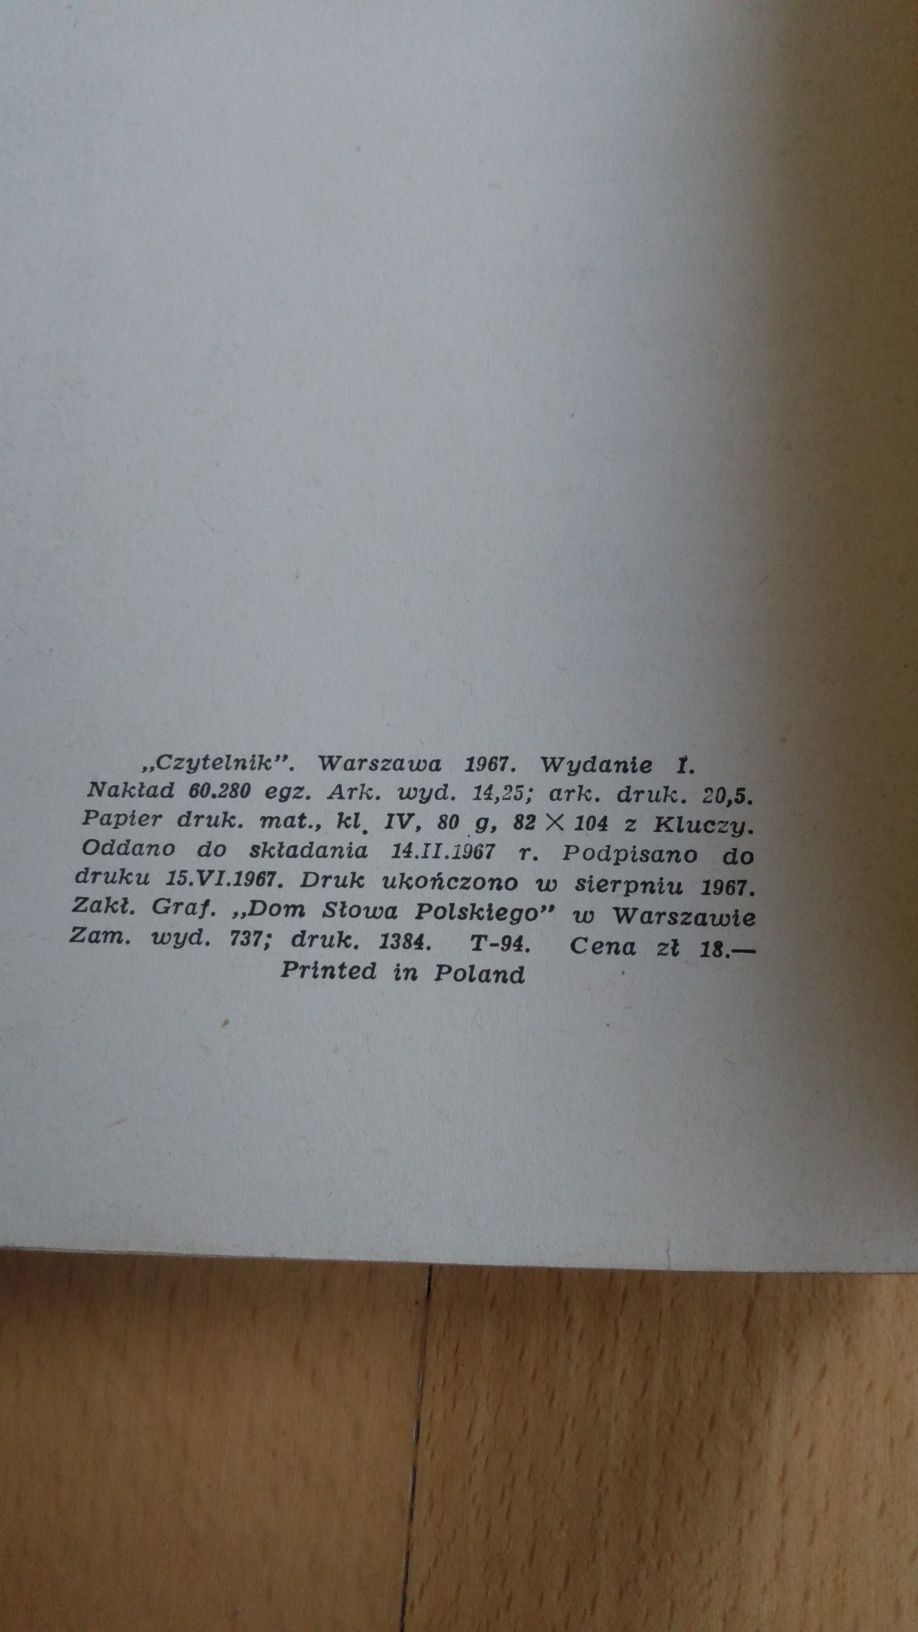 „Czytelnik”. Warszawa 1967. Wydanie I.
Nakład 60.280 egz. Ark. wyd. 14,25; ark. druk. 20,5.
Papier druk. mat., kl. IV, 80 g, 82 × 104 z Kluczy.
Oddano do składania 14.II.1967 r. Podpisano do
druku 15.VI.1967. Druk ukończono w sierpniu 1967.
Zakł. Graf. „Dom Słowa Polskiego” w Warszawie
Zam. wyd. 737; druk. 1384. T-94. Cena zł 18.—
Printed in Poland